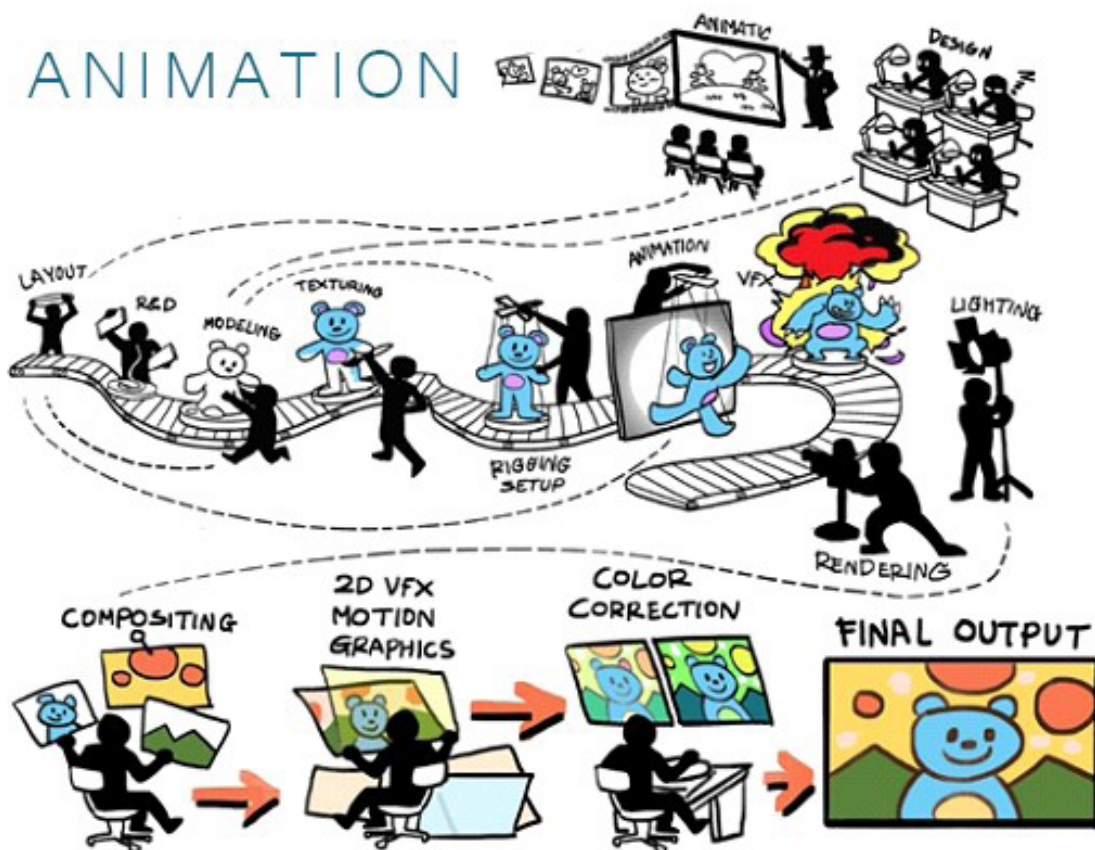 ANIMATION
ANIMATIC
DESIGN
LAYOUT
R&D
MODELING
TEXTURING
RIGGING
SETUP
ANIMATION
VFX
LIGHTING
RENDERING
COMPOSITING
2D VFX
MOTION
GRAPHICS
COLOR
CORRECTION
FINAL OUTPUT